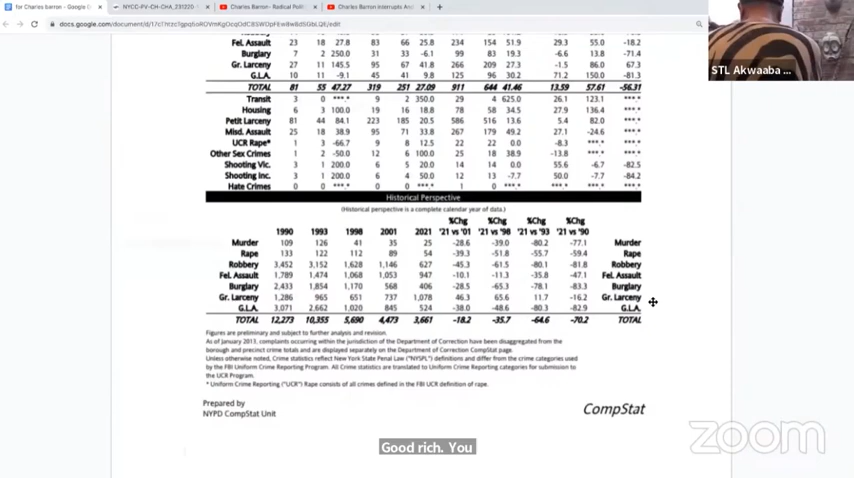 for Charles barron - Google D
NYCC-PV-DH-CHA_231220
Charles Barron - Radical Poli
Charles Barron Interrupts And
Fel. Assault 23 18 27.8 83 66 25.8 234 154 51.9 29.3 55.0 -18.2
Burglary 7 2 250.0 31 33 -6.1 99 83 19.3 -6.6 13.8 -71.4
Gr. Larceny 27 11 145.5 95 67 41.8 266 209 27.3 -1.5 86.0 67.3
G.L.A. 10 11 -9.1 45 41 9.8 125 96 30.2 71.2 150.0 -81.3
TOTAL 81 55 47.27 319 251 27.09 911 644 41.46 13.59 57.61 -56.31
Transit 3 0 ***.* 9 2 350.0 29 4 625.0 26.1 123.1 ***.*
Housing 6 3 100.0 19 16 18.8 78 58 34.5 27.9 136.4 ***.*
Petit Larceny 81 44 84.1 223 185 20.5 586 516 13.6 5.4 82.0 ***.*
Misd. Assault 25 18 38.9 95 71 33.8 267 179 49.2 27.1 -24.6 ***.*
UCR Rape* 1 3 -66.7 9 8 12.5 22 22 0.0 -8.3 ***.* ***.*
Other Sex Crimes 1 2 -50.0 12 6 100.0 25 18 38.9 -13.8 ***.* ***.*
Shooting Vic. 3 1 200.0 6 5 20.0 14 14 0.0 55.6 -6.7 -82.5
Shooting Inc. 3 1 200.0 6 4 50.0 12 13 -7.7 50.0 -7.7 -84.2
Hate Crimes 0 0 ***.* 0 0 ***.* 1 0 ***.* ***.* ***.* ***.*
Historical Perspective
(Historical perspective is a complete calendar year of data.)
%Chg %Chg %Chg %Chg
1990 1993 1998 2001 2021 '21 vs '01 '21 vs '98 '21 vs '93 '21 vs '90
Murder 109 126 41 35 25 -28.6 -39.0 -80.2 -77.1 Murder
Rape 133 122 112 89 54 -39.3 -51.8 -55.7 -59.4 Rape
Robbery 3,452 3,152 1,628 1,146 627 -45.3 -61.5 -80.1 -81.8 Robbery
Fel. Assault 1,789 1,474 1,068 1,053 947 -10.1 -11.3 -35.8 -47.1 Fel. Assault
Burglary 2,433 1,854 1,170 568 406 -28.5 -65.3 -78.1 -83.3 Burglary
Gr. Larceny 1,286 965 651 737 1,078 46.3 65.6 11.7 -16.2 Gr. Larceny
G.L.A. 3,071 2,662 1,020 845 524 -38.0 -48.6 -80.3 -82.9 G.L.A.
TOTAL 12,273 10,355 5,690 4,473 3,661 -18.2 -35.7 -64.6 -70.2 TOTAL
Figures are preliminary and subject to further analysis and revision.
As of January 2013, complaints occurring within the jurisdiction of the Department of Correction have been disaggregated from the
borough and precinct crime totals and are displayed separately on the Department of Correction CompStat page.
Unless otherwise noted, Crime statistics reflect New York State Penal Law ("NYSPL") definitions and differ from the crime categories used
by the FBI Uniform Crime Reporting Program. All Crime statistics are translated to Uniform Crime Reporting categories for submission to
the UCR Program.
* Uniform Crime Reporting ("UCR") Rape consists of all crimes defined in the FBI UCR definition of rape.
Prepared by
NYPD CompStat Unit
CompStat
STL Akwaaba ...
Good rich. You
zoom